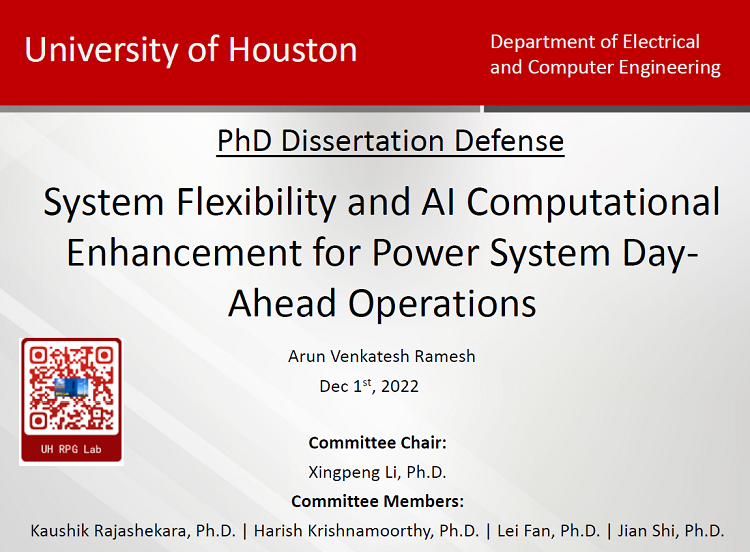 University of Houston
Department of Electrical
and Computer Engineering
PhD Dissertation Defense
System Flexibility and AI Computational
Enhancement for Power System Day-
Ahead Operations
Arun Venkatesh Ramesh
Dec 1st, 2022
UH RPG Lab
Committee Chair:
Xingpeng Li, Ph.D.
Committee Members:
Kaushik Rajashekara, Ph.D. | Harish Krishnamoorthy, Ph.D. | Lei Fan, Ph.D. | Jian Shi, Ph.D.